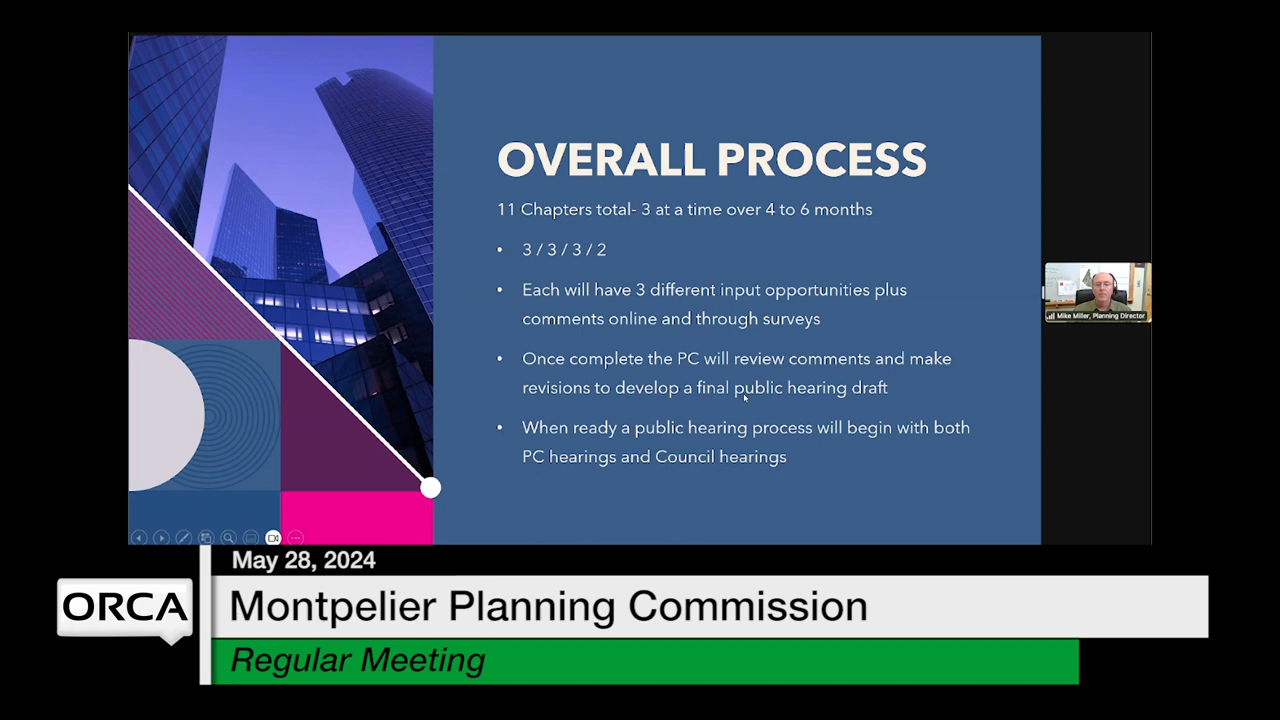 OVERALL PROCESS
11 Chapters total- 3 at a time over 4 to 6 months
• 3 / 3 / 3 / 2
• Each will have 3 different input opportunities plus
comments online and through surveys
• Once complete the PC will review comments and make
revisions to develop a final public hearing draft
• When ready a public hearing process will begin with both
PC hearings and Council hearings
Mike Miller, Planning Director
May 28, 2024
ORCA
Montpelier Planning Commission
Regular Meeting